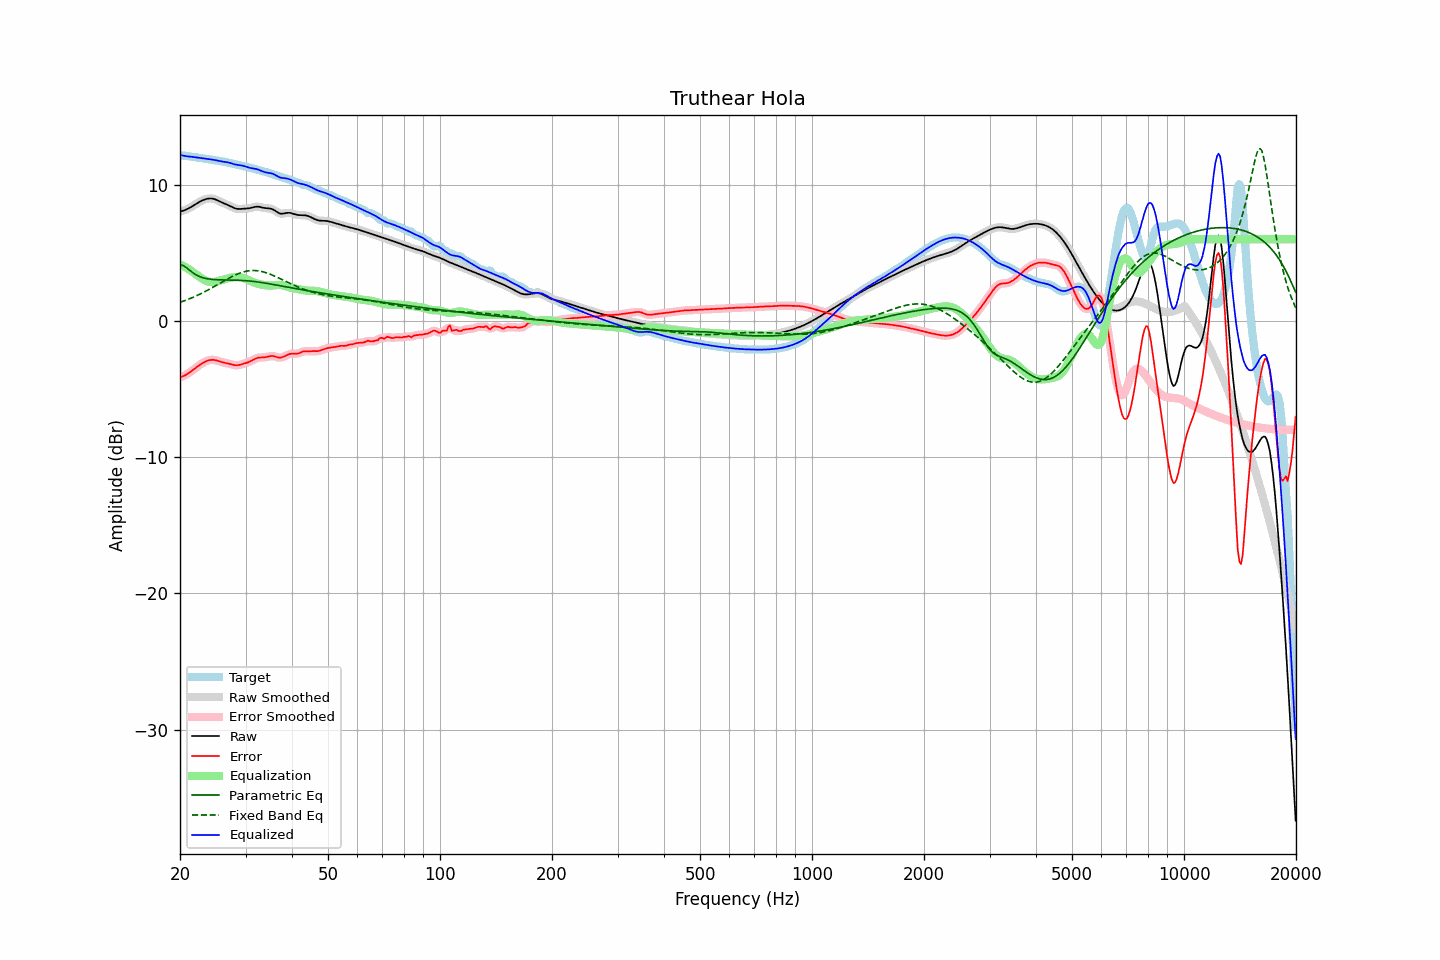 Truthear Hola
10
0
−10
−20
−30
Amplitude (dBr)
Target
Raw Smoothed
Error Smoothed
Raw
Error
Equalization
Parametric Eq
Fixed Band Eq
Equalized
20 50 100 200 500 1000 2000 5000 10000 20000
Frequency (Hz)